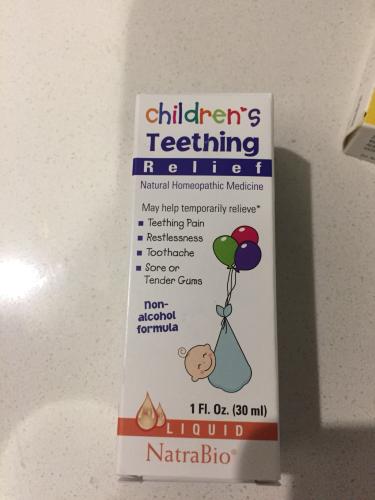 children's
Teething
Relief
Natural Homeopathic Medicine
May help temporarily relieve*
Teething Pain
Restlessness
Toothache
Sore or
Tender Gums
Non-
alcohol
formula
1 Fl. Oz. (30 ml)
LIQUID
NatraBio®